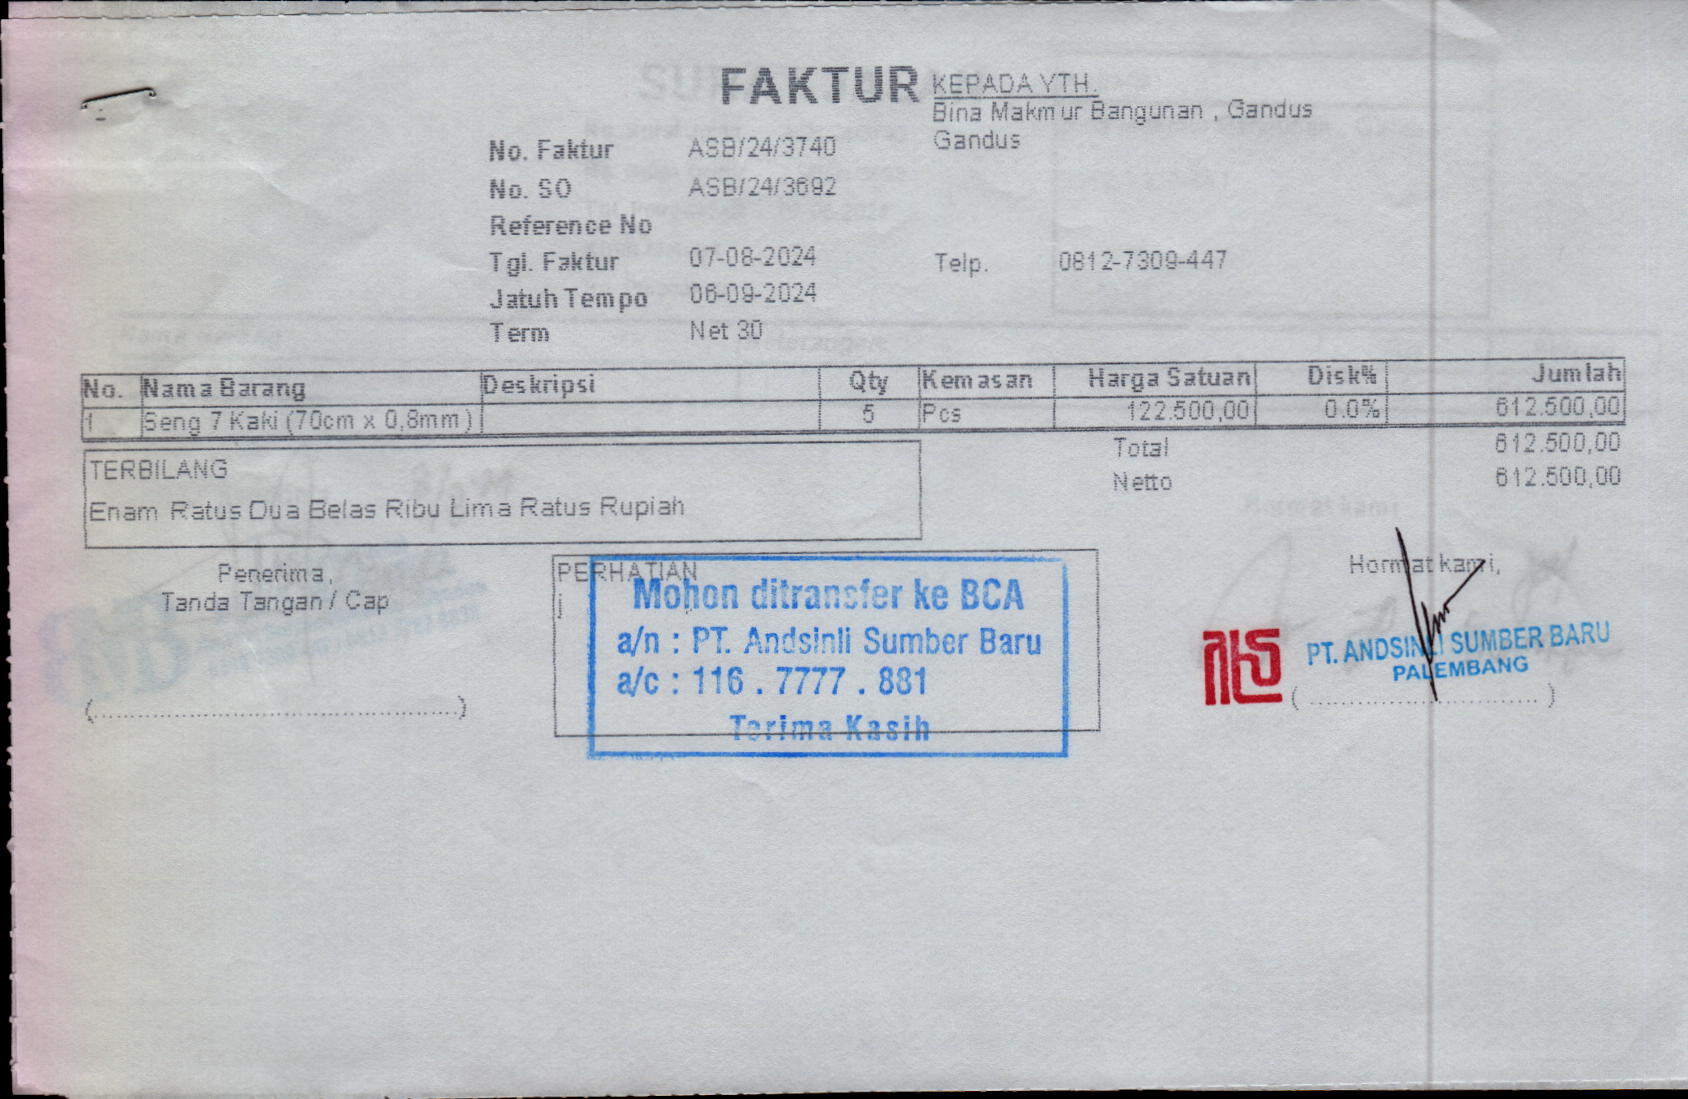 FAKTUR
KEPADA YTH.
Bina Makmur Bangunan , Gandus
Gandus
No. Faktur ASB/24/3740
No. SO ASB/24/3692
Reference No
Tgl. Faktur 07-08-2024
Telp. 0812-7309-447
Jatuh Tempo 06-09-2024
Term Net 30
No. Nama Barang Deskripsi Qty Kemasan Harga Satuan Disk% Jumlah
1 Seng 7 Kaki (70cm x 0,8mm) 5 Pcs 122.500,00 0.0% 612.500,00
Total 612.500,00
Netto 612.500,00
TERBILANG
Enam Ratus Dua Belas Ribu Lima Ratus Rupiah
Penerima,
Tanda Tangan / Cap
(..........................................................)
PERHATIAN
j
Mohon ditransfer ke BCA
a/n : PT. Andsinli Sumber Baru
a/c : 116 . 7777 . 881
Terima Kasih
Hormat kami,
PT. ANDSINLI SUMBER BARU
PALEMBANG
( .................................... )